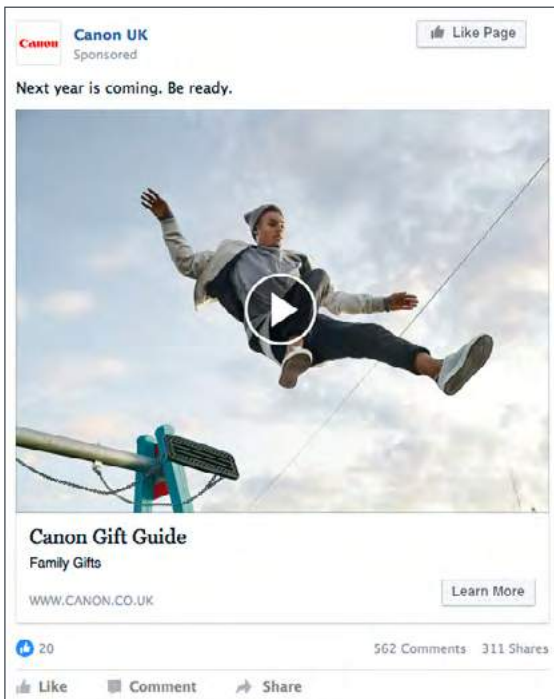 Canon
Canon UK
Sponsored
Like Page
Next year is coming. Be ready.
Canon Gift Guide
Family Gifts
WWW.CANON.CO.UK
Learn More
20
562 Comments 311 Shares
Like Comment Share